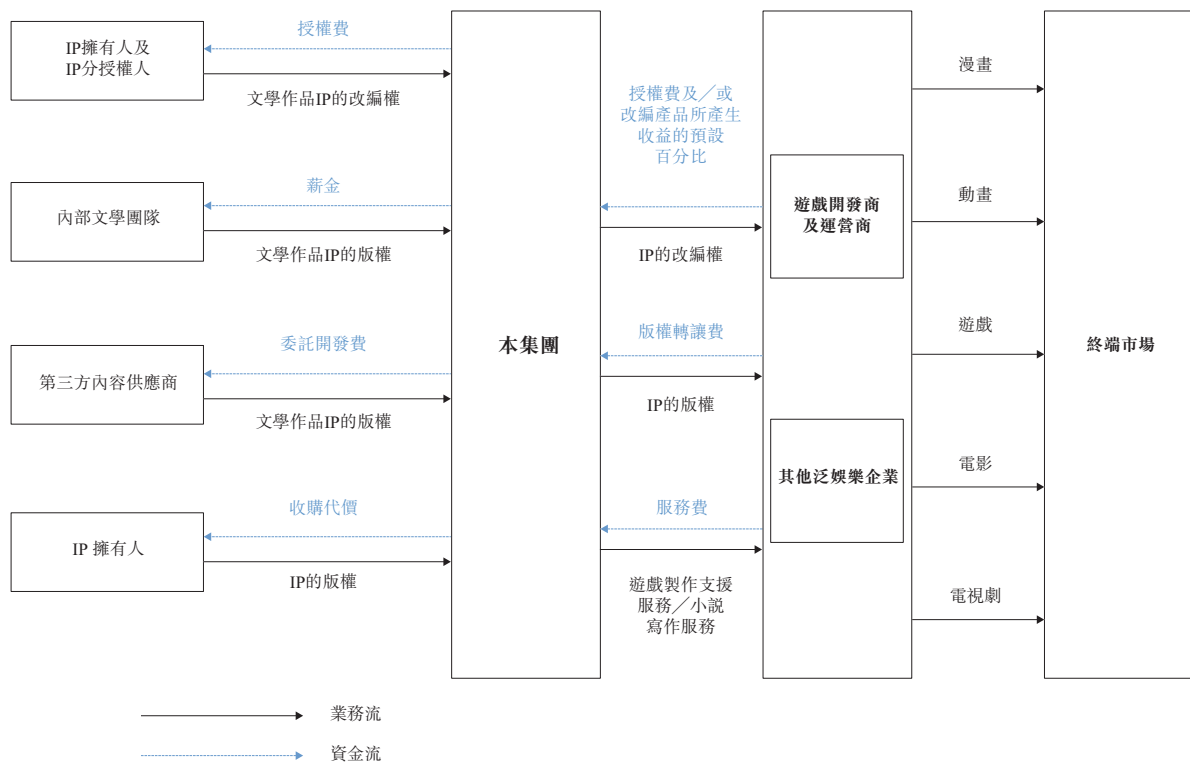 IP擁有人及
IP分授權人
授權費
文學作品IP的改編權
內部文學團隊
薪金
文學作品IP的版權
第三方內容供應商
委託開發費
文學作品IP的版權
IP 擁有人
收購代價
IP的版權
本集團
授權費及／或
改編產品所產生
收益的預設
百分比
IP的改編權
版權轉讓費
IP的版權
服務費
遊戲製作支援
服務／小說
寫作服務
遊戲開發商
及運營商
其他泛娛樂企業
漫畫
動畫
遊戲
電影
電視劇
終端市場
業務流
資金流